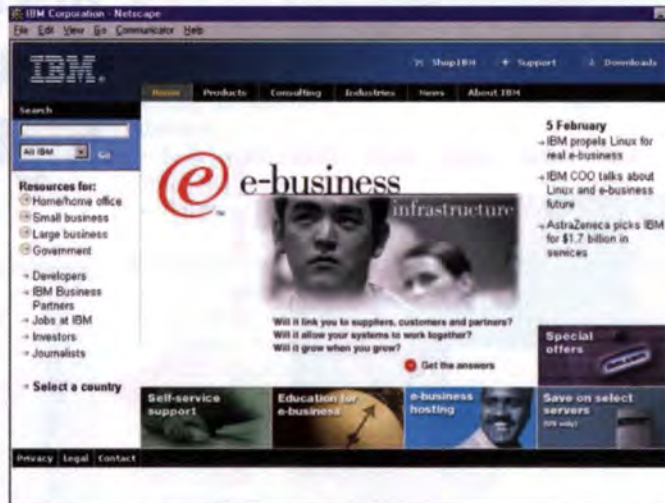 IBM Corporation - Netscape
File Edit View Go Communicator Help
IBM®
Shop IBM + Support Downloads
Home Products Consulting Industries News About IBM
Search
All IBM Go
Resources for:
Home/home office
Small business
Large business
Government
Developers
IBM Business
Partners
Jobs at IBM
Investors
Journalists
Select a country
e e-business
infrastructure
TM
Will it link you to suppliers, customers and partners?
Will it allow your systems to work together?
Will it grow when you grow?
Get the answers
5 February
IBM propels Linux for
real e-business
IBM COO talks about
Linux and e-business
future
AstraZeneca picks IBM
for $1.7 billion in
services
Special
offers
Self-service
support
Education for
e-business
e-business
hosting
Save on select
servers
(US only)
Privacy Legal Contact